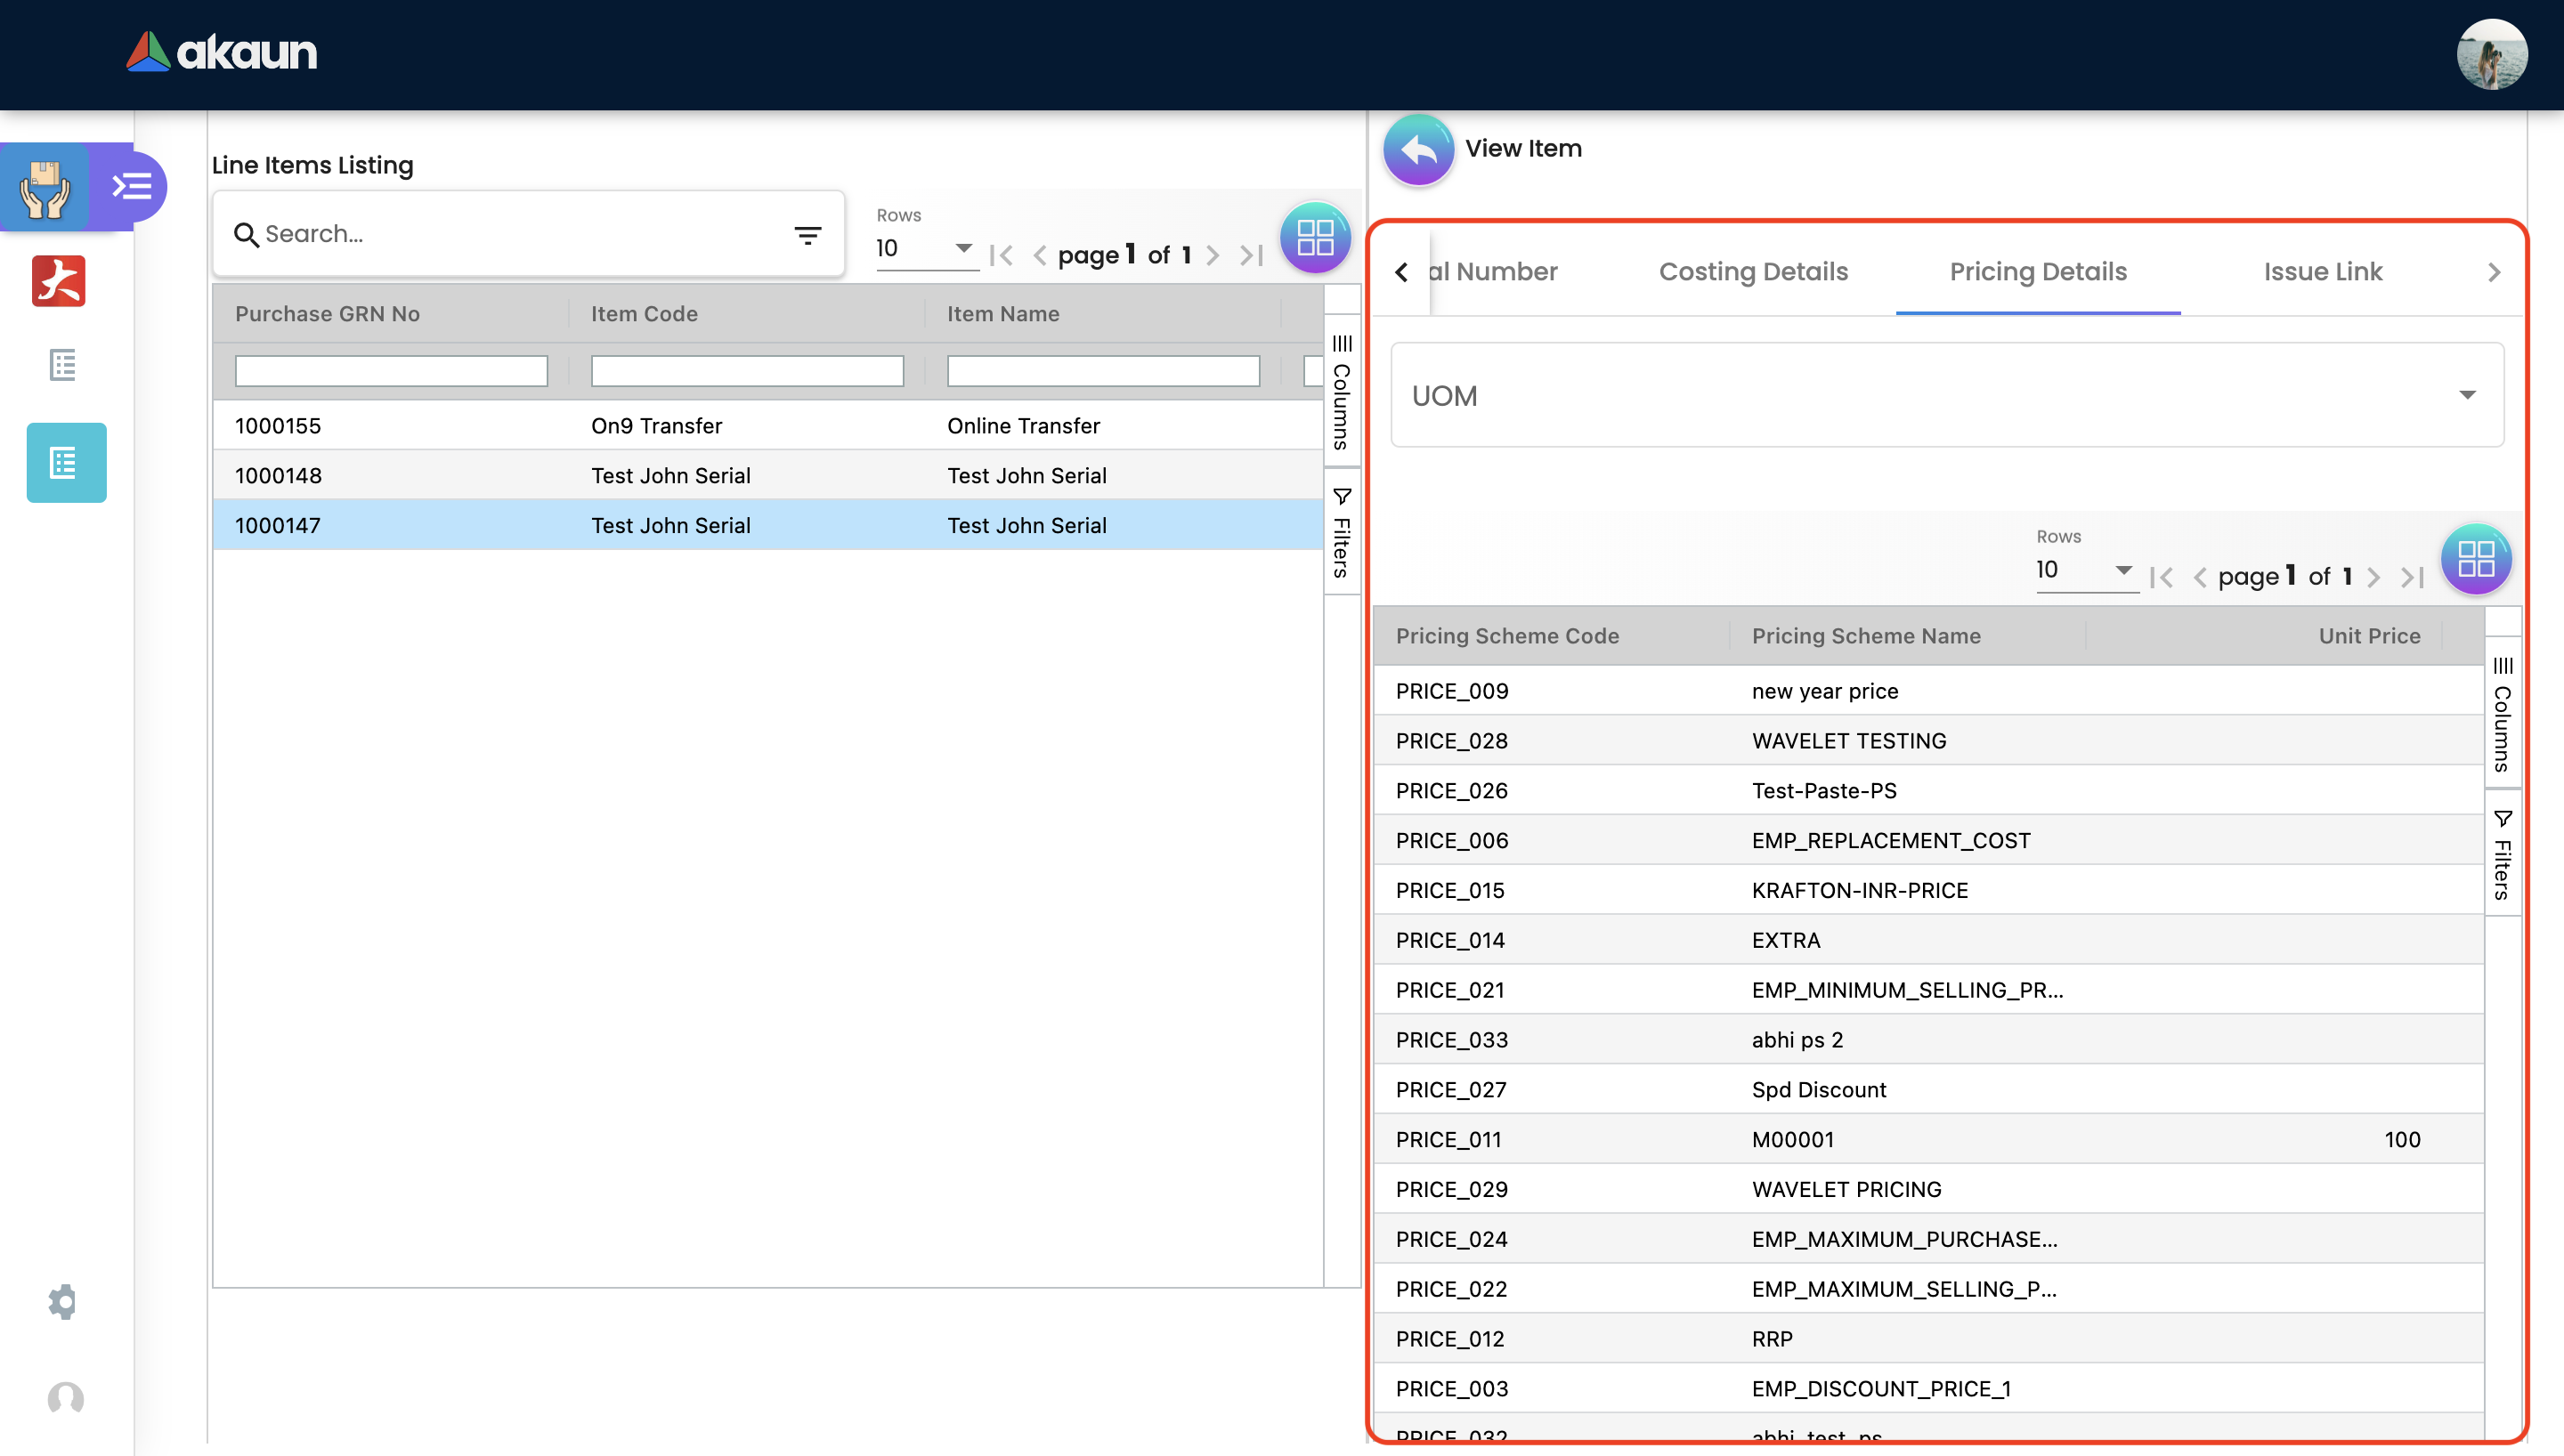 akaun
Line Items Listing
Search...
Rows
10
page 1 of 1
Purchase GRN No Item Code Item Name
1000155 On9 Transfer Online Transfer
1000148 Test John Serial Test John Serial
1000147 Test John Serial Test John Serial
Columns
Filters
View Item
al Number Costing Details Pricing Details Issue Link
UOM
Rows
10
page 1 of 1
Pricing Scheme Code Pricing Scheme Name Unit Price
PRICE_009 new year price
PRICE_028 WAVELET TESTING
PRICE_026 Test-Paste-PS
PRICE_006 EMP_REPLACEMENT_COST
PRICE_015 KRAFTON-INR-PRICE
PRICE_014 EXTRA
PRICE_021 EMP_MINIMUM_SELLING_PR...
PRICE_033 abhi ps 2
PRICE_027 Spd Discount
PRICE_011 M00001 100
PRICE_029 WAVELET PRICING
PRICE_024 EMP_MAXIMUM_PURCHASE...
PRICE_022 EMP_MAXIMUM_SELLING_P...
PRICE_012 RRP
PRICE_003 EMP_DISCOUNT_PRICE_1
PRICE_032 abhi_test_ps
Columns
Filters